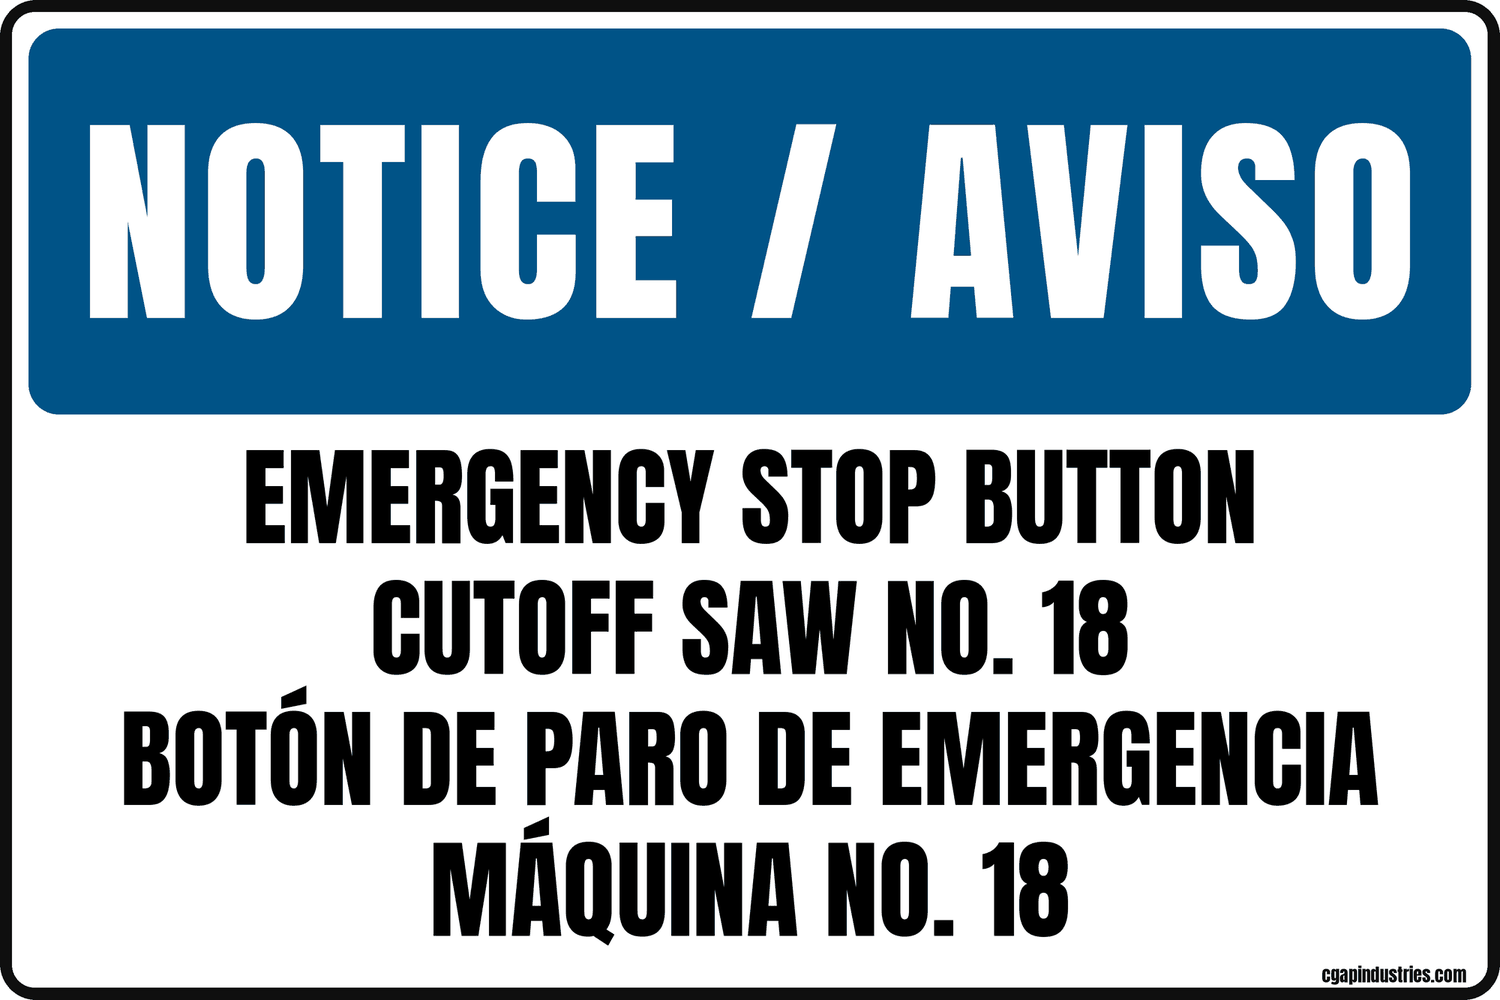 NOTICE / AVISO
EMERGENCY STOP BUTTON
CUTOFF SAW NO. 18
BOTÓN DE PARO DE EMERGENCIA
MÁQUINA NO. 18
cgapindustries.com